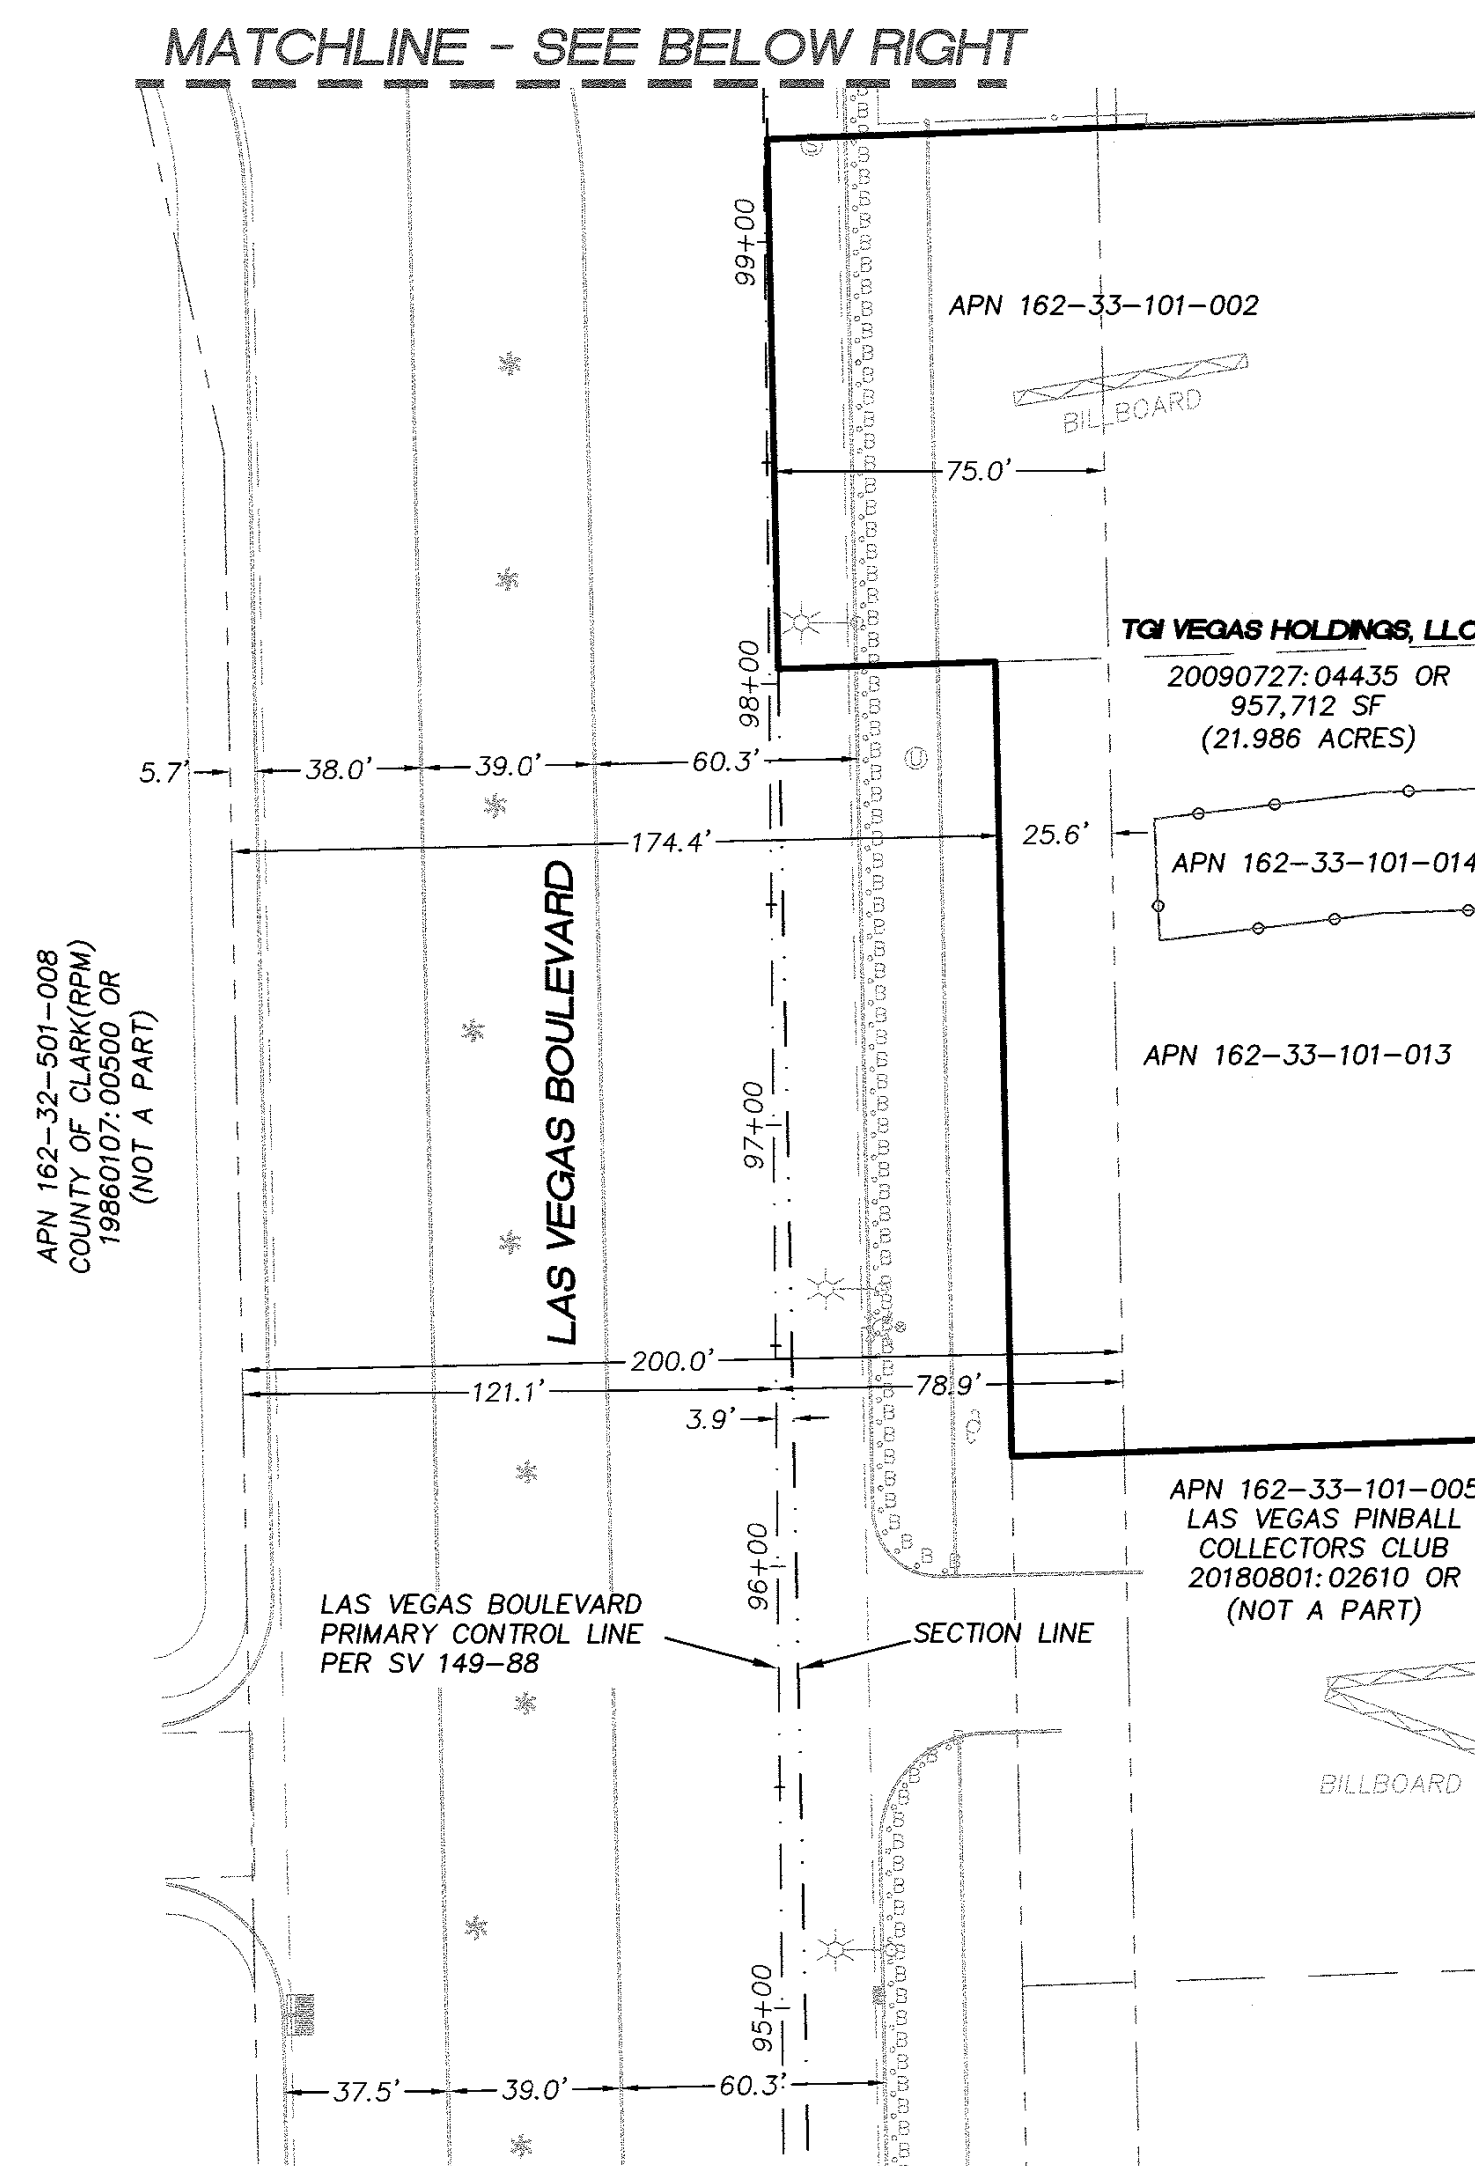 MATCHLINE - SEE BELOW RIGHT
99+00
APN 162-33-101-002
BILLBOARD
75.0'
TGI VEGAS HOLDINGS, LLC
20090727:04435 OR
957,712 SF
(21.986 ACRES)
98+00
5.7'
38.0'
39.0'
60.3'
U
174.4'
25.6'
APN 162-33-101-014
LAS VEGAS BOULEVARD
APN 162-32-501-008
COUNTY OF CLARK(RPM)
19860107:00500 OR
(NOT A PART)
APN 162-33-101-013
97+00
200.0'
121.1'
78.9'
3.9'
APN 162-33-101-005
LAS VEGAS PINBALL
COLLECTORS CLUB
20180801:02610 OR
(NOT A PART)
96+00
LAS VEGAS BOULEVARD
PRIMARY CONTROL LINE
PER SV 149-88
SECTION LINE
BILLBOARD
95+00
37.5'
39.0'
60.3'